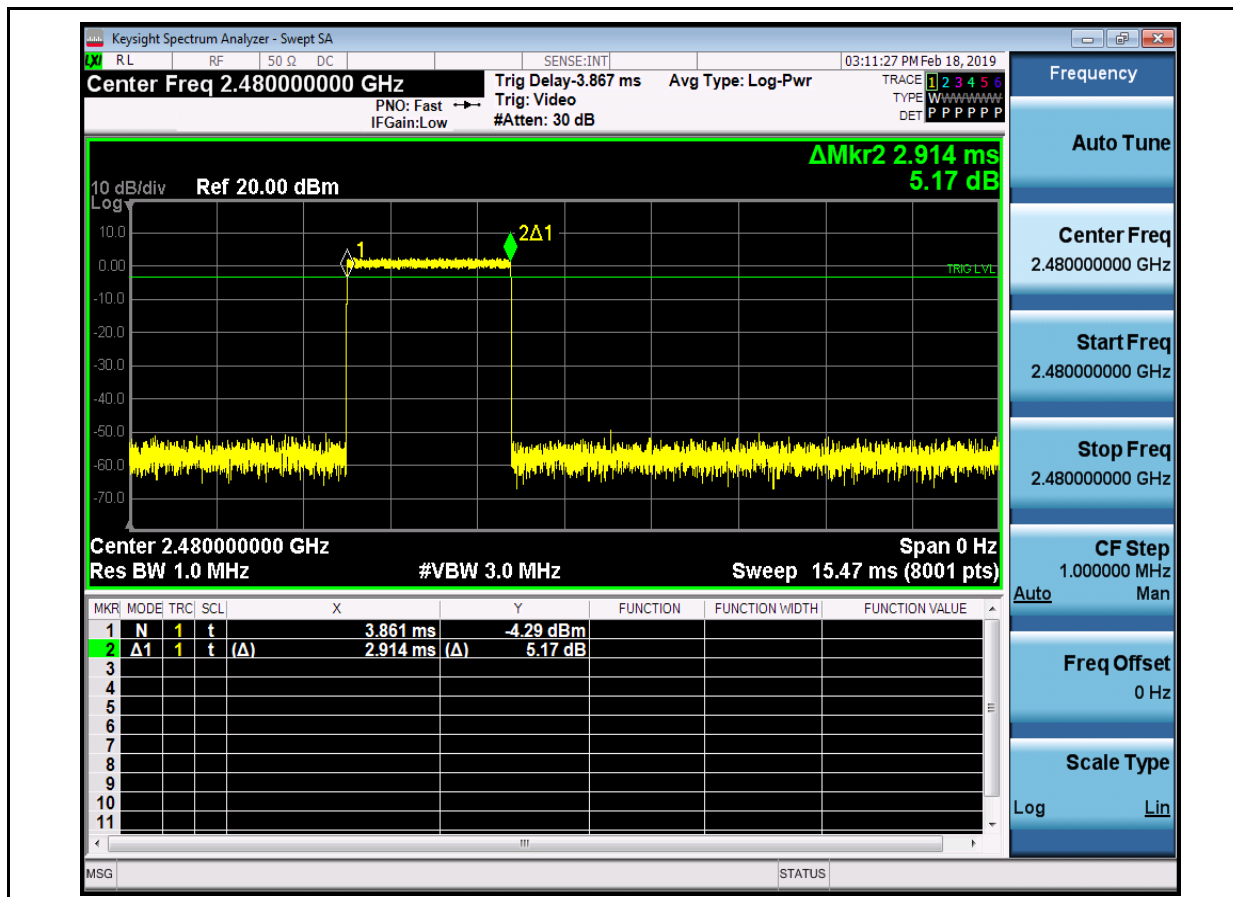 Keysight Spectrum Analyzer - Swept SA
LXI RL RF 50 Ω DC SENSE:INT 03:11:27 PM Feb 18, 2019
Center Freq 2.480000000 GHz
PNO: Fast
IFGain:Low
Trig Delay-3.867 ms
Trig: Video
#Atten: 30 dB
Avg Type: Log-Pwr
TRACE 1 2 3 4 5 6
TYPE WWWWWW
DET P P P P P P
ΔMkr2 2.914 ms
5.17 dB
10 dB/div Ref 20.00 dBm
Log
10.0
0.00
-10.0
-20.0
-30.0
-40.0
-50.0
-60.0
-70.0
1
2Δ1
TRIG LVL
Center 2.480000000 GHz Span 0 Hz
Res BW 1.0 MHz #VBW 3.0 MHz Sweep 15.47 ms (8001 pts)
MKR MODE TRC SCL X Y FUNCTION FUNCTION WIDTH FUNCTION VALUE
1 N 1 t 3.861 ms -4.29 dBm
2 Δ1 1 t (Δ) 2.914 ms (Δ) 5.17 dB
3
4
5
6
7
8
9
10
11
MSG STATUS
Frequency
Auto Tune
Center Freq
2.480000000 GHz
Start Freq
2.480000000 GHz
Stop Freq
2.480000000 GHz
CF Step
1.000000 MHz
Auto Man
Freq Offset
0 Hz
Scale Type
Log Lin